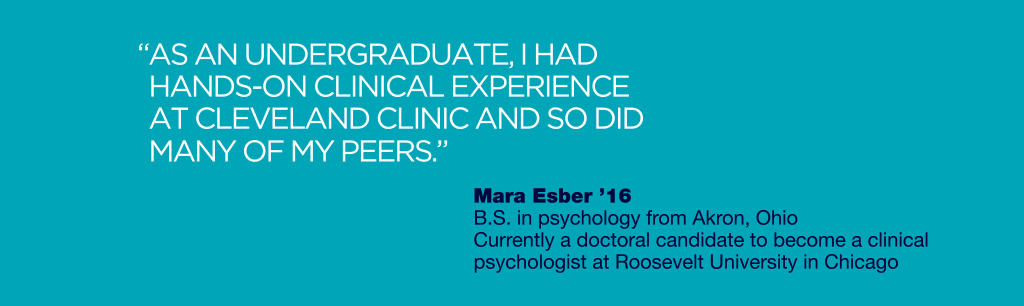 “AS AN UNDERGRADUATE, I HAD
HANDS-ON CLINICAL EXPERIENCE
AT CLEVELAND CLINIC AND SO DID
MANY OF MY PEERS.”
Mara Esber ’16
B.S. in psychology from Akron, Ohio
Currently a doctoral candidate to become a clinical
psychologist at Roosevelt University in Chicago